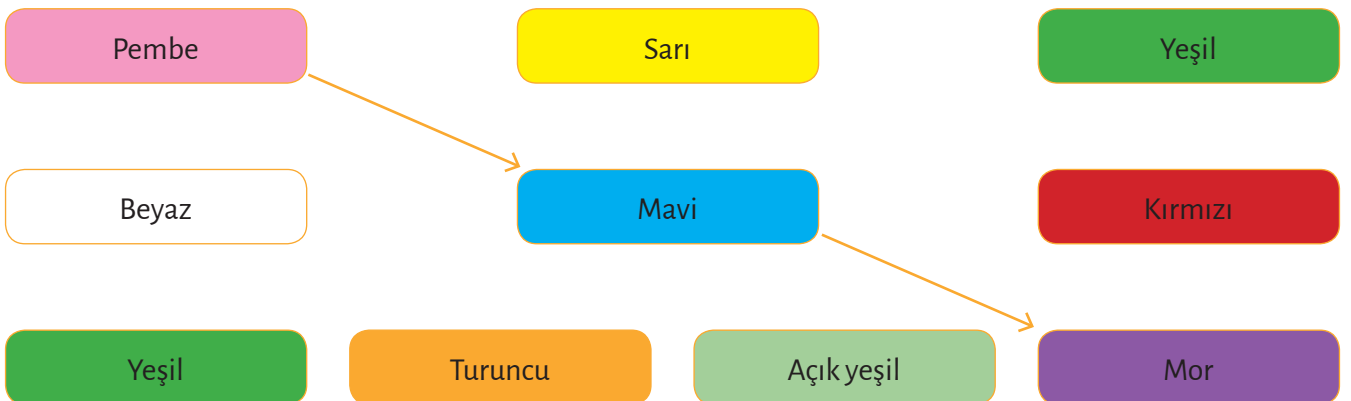 Pembe
Sarı
Yeşil
Beyaz
Mavi
Kırmızı
Yeşil
Turuncu
Açık yeşil
Mor